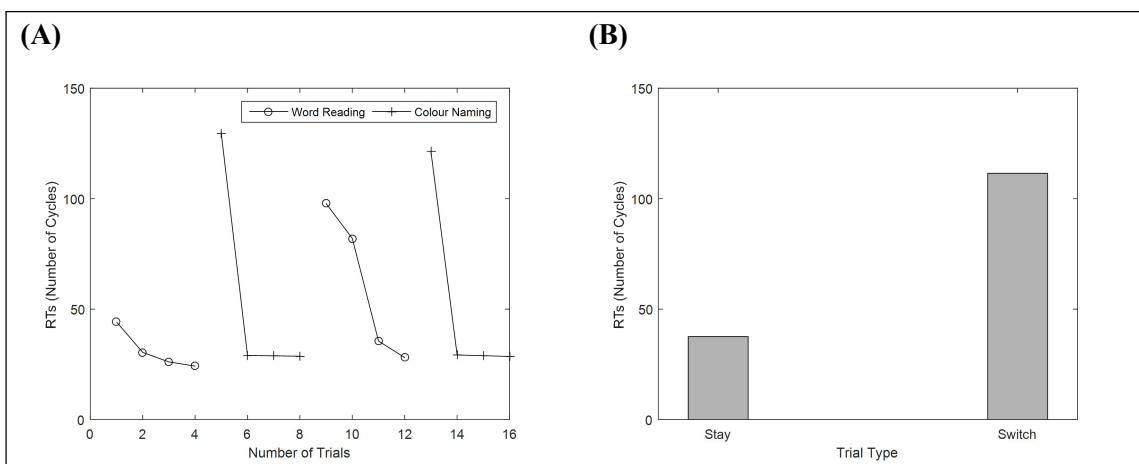 (A)
(B)
RTs (Number of Cycles)
150
100
50
0
Word Reading
Colour Naming
0 2 4 6 8 10 12 14 16
Number of Trials
RTs (Number of Cycles)
150
100
50
0
Stay Switch
Trial Type